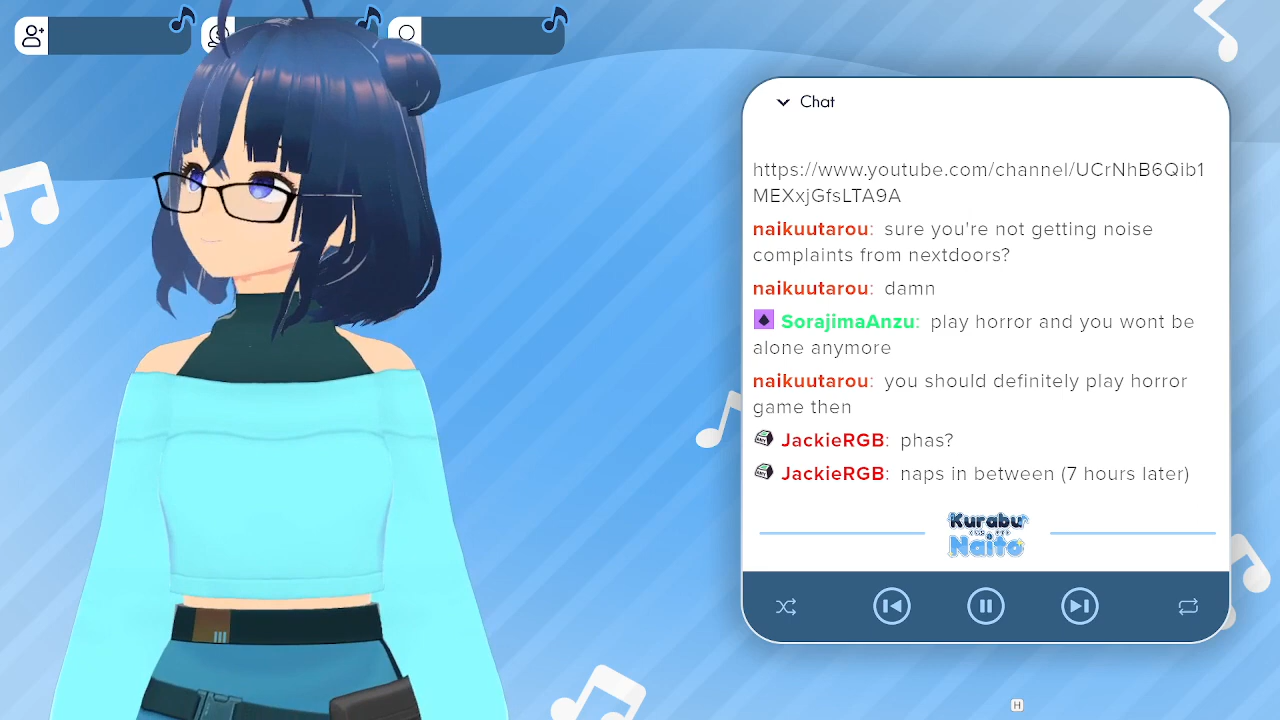 Chat
https://www.youtube.com/channel/UCrNhB6Qib1
MEXxjGfsLTA9A
naikuutarou: sure you're not getting noise
complaints from nextdoors?
naikuutarou: damn
SorajimaAnzu: play horror and you wont be
alone anymore
naikuutarou: you should definitely play horror
game then
JackieRGB: phas?
JackieRGB: naps in between (7 hours later)
Kurabu
Naito
H